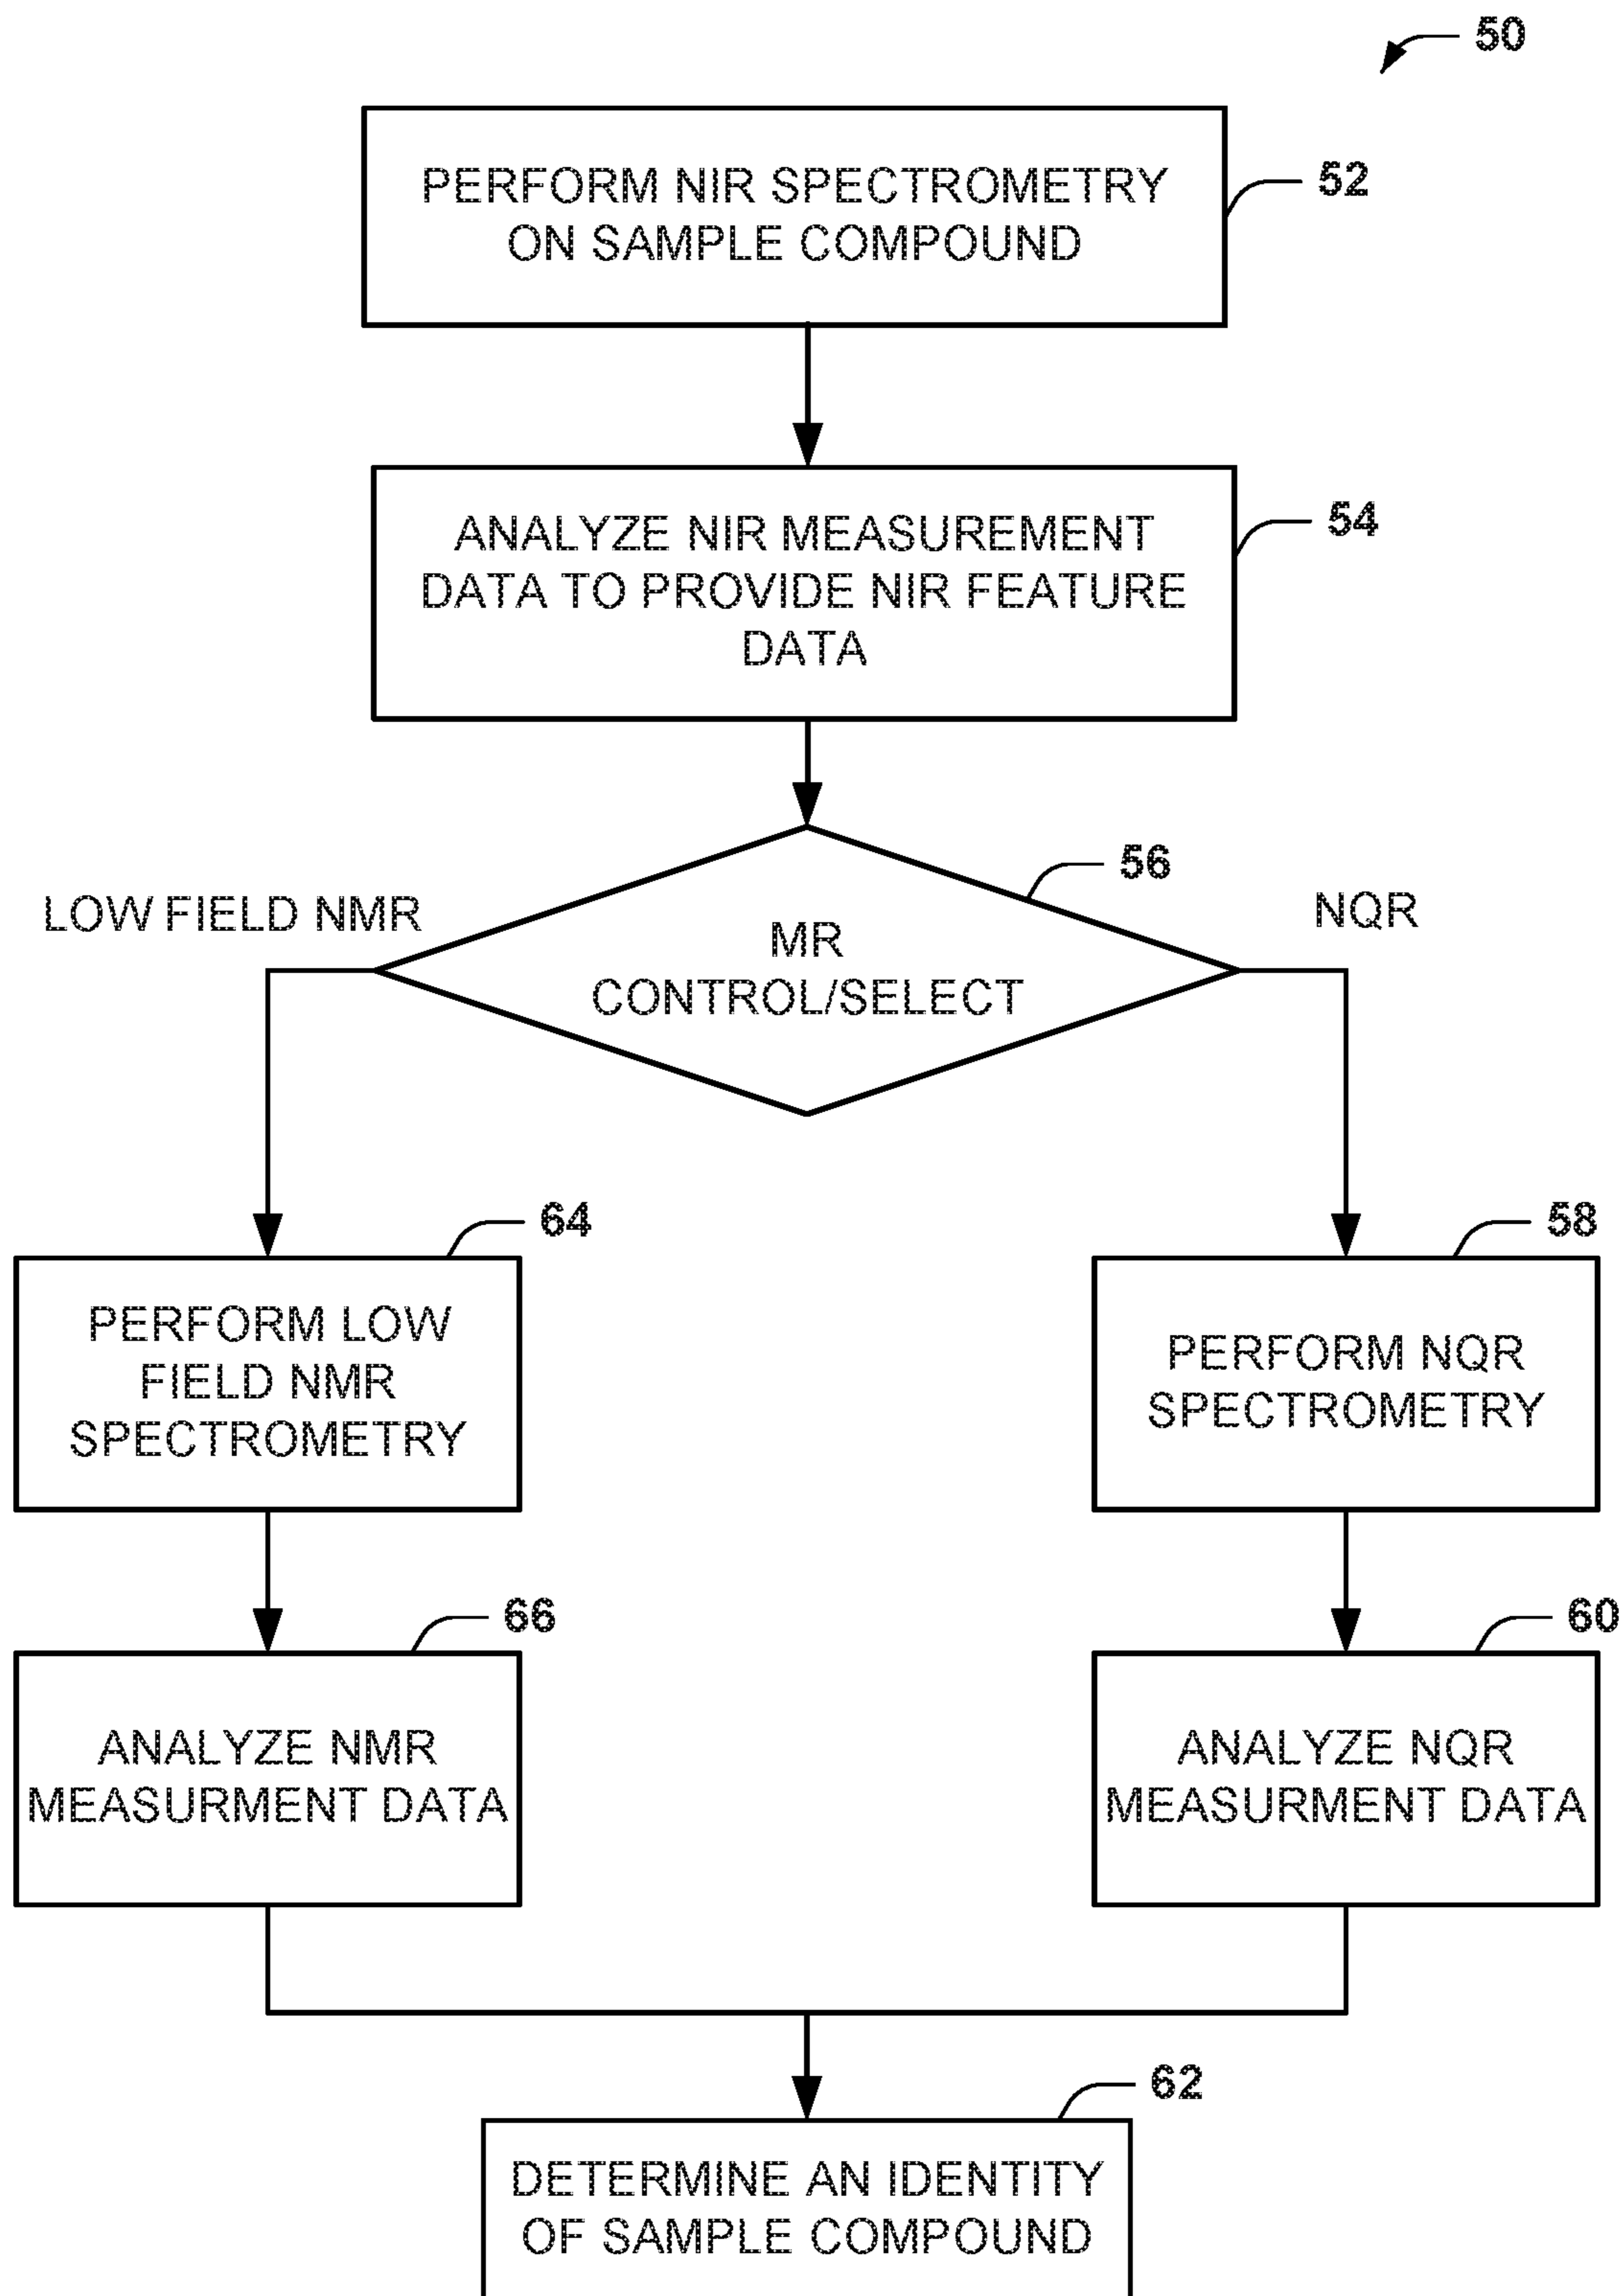 50
PERFORM NIR SPECTROMETRY
ON SAMPLE COMPOUND
52
ANALYZE NIR MEASUREMENT
DATA TO PROVIDE NIR FEATURE
DATA
54
56
LOW FIELD NMR
NQR
MR
CONTROL/SELECT
64
58
PERFORM LOW
FIELD NMR
SPECTROMETRY
PERFORM NQR
SPECTROMETRY
66
60
ANALYZE NMR
MEASURMENT DATA
ANALYZE NQR
MEASURMENT DATA
62
DETERMINE AN IDENTITY
OF SAMPLE COMPOUND